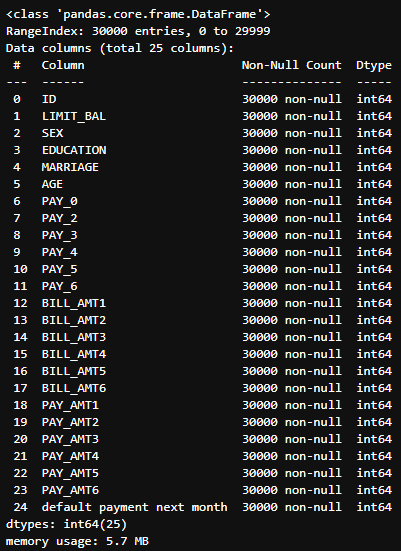 <class 'pandas.core.frame.DataFrame'>
RangeIndex: 30000 entries, 0 to 29999
Data columns (total 25 columns):
 #   Column                      Non-Null Count  Dtype
---  ------                      --------------  -----
 0   ID                          30000 non-null  int64
 1   LIMIT_BAL                   30000 non-null  int64
 2   SEX                         30000 non-null  int64
 3   EDUCATION                   30000 non-null  int64
 4   MARRIAGE                    30000 non-null  int64
 5   AGE                         30000 non-null  int64
 6   PAY_0                       30000 non-null  int64
 7   PAY_2                       30000 non-null  int64
 8   PAY_3                       30000 non-null  int64
 9   PAY_4                       30000 non-null  int64
 10  PAY_5                       30000 non-null  int64
 11  PAY_6                       30000 non-null  int64
 12  BILL_AMT1                   30000 non-null  int64
 13  BILL_AMT2                   30000 non-null  int64
 14  BILL_AMT3                   30000 non-null  int64
 15  BILL_AMT4                   30000 non-null  int64
 16  BILL_AMT5                   30000 non-null  int64
 17  BILL_AMT6                   30000 non-null  int64
 18  PAY_AMT1                    30000 non-null  int64
 19  PAY_AMT2                    30000 non-null  int64
 20  PAY_AMT3                    30000 non-null  int64
 21  PAY_AMT4                    30000 non-null  int64
 22  PAY_AMT5                    30000 non-null  int64
 23  PAY_AMT6                    30000 non-null  int64
 24  default payment next month  30000 non-null  int64
dtypes: int64(25)
memory usage: 5.7 MB